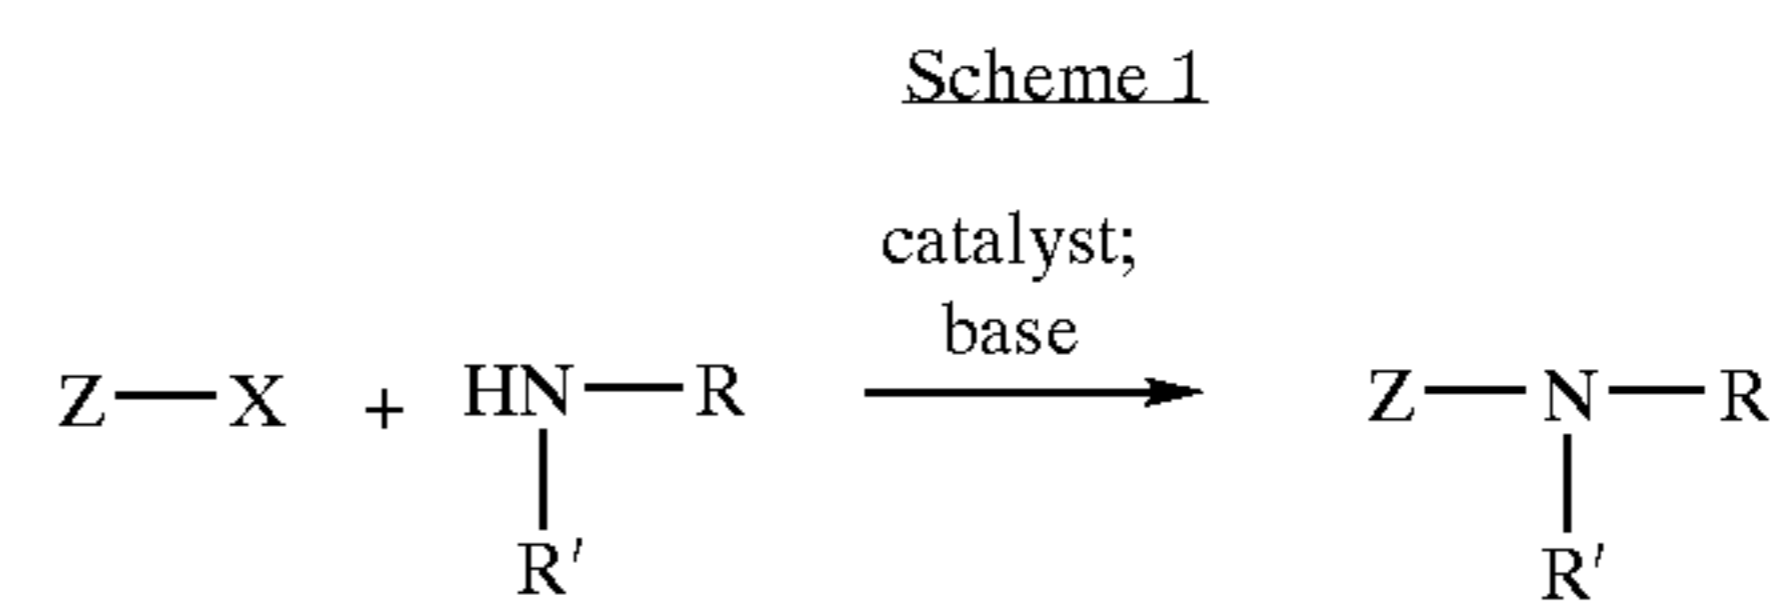 Scheme 1
catalyst;
base
Z—X + HN—R Z—N—R
R′ R′